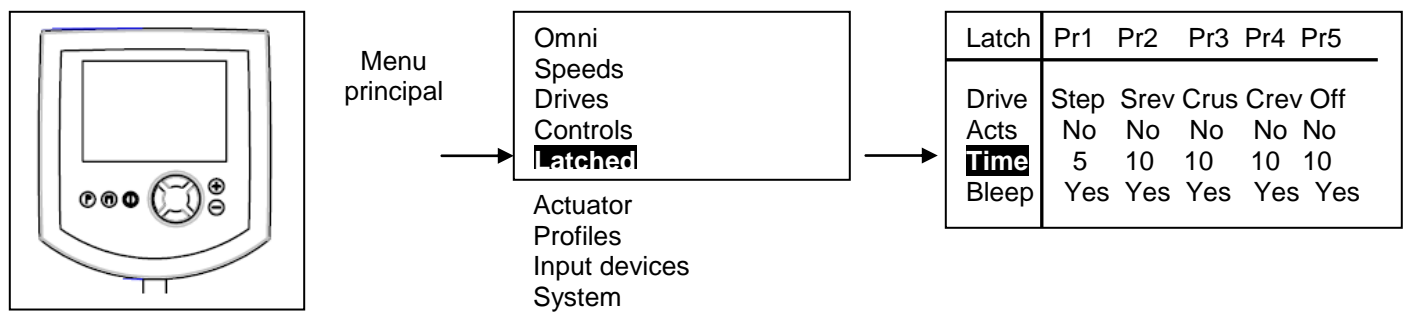 Menu
principal
Omni
Speeds
Drives
Controls
Latched
Actuator
Profiles
Input devices
System
Latch Pr1 Pr2 Pr3 Pr4 Pr5
Drive Step Srev Crus Crev Off
Acts No No No No No
Time 5 10 10 10 10
Bleep Yes Yes Yes Yes Yes